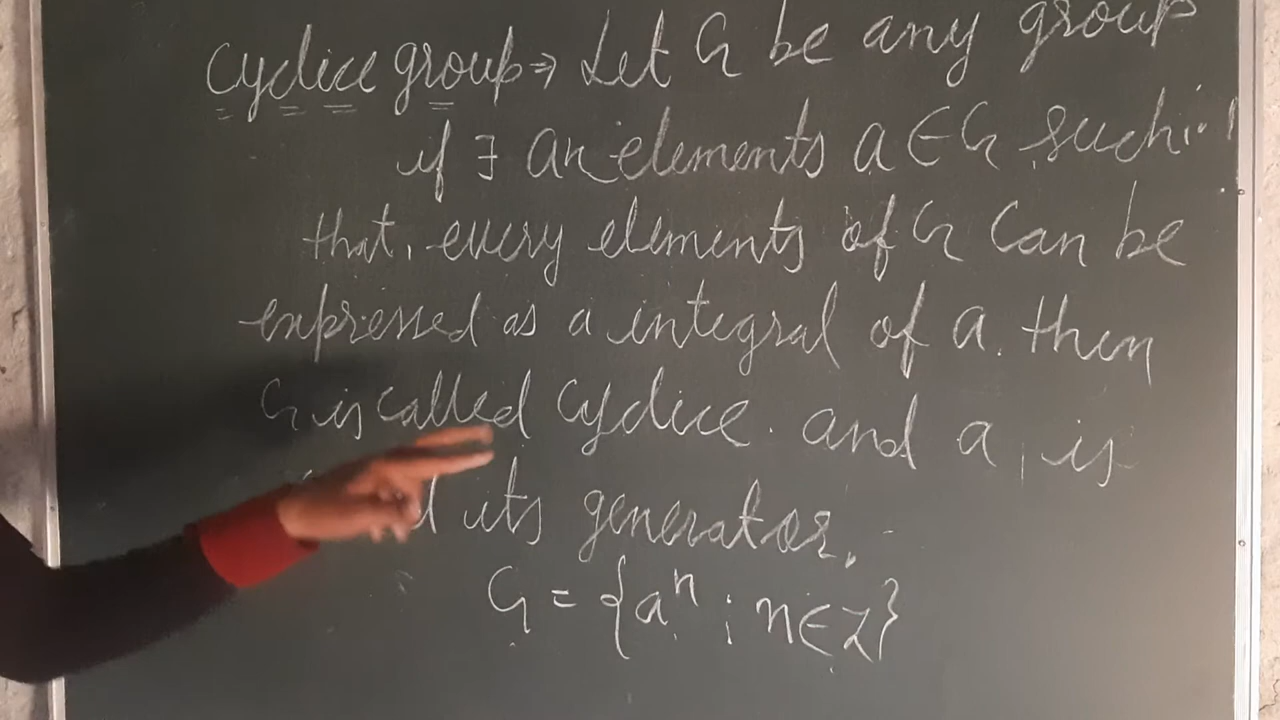 Cyclice group ⇒ Let G be any group
if ∃ an elements a ∈ G such
that, every elements of G Can be
expressed as a integral of a. then
G is called Cyclice. and a, is
its generator.
G = {aⁿ ; n ∈ z}